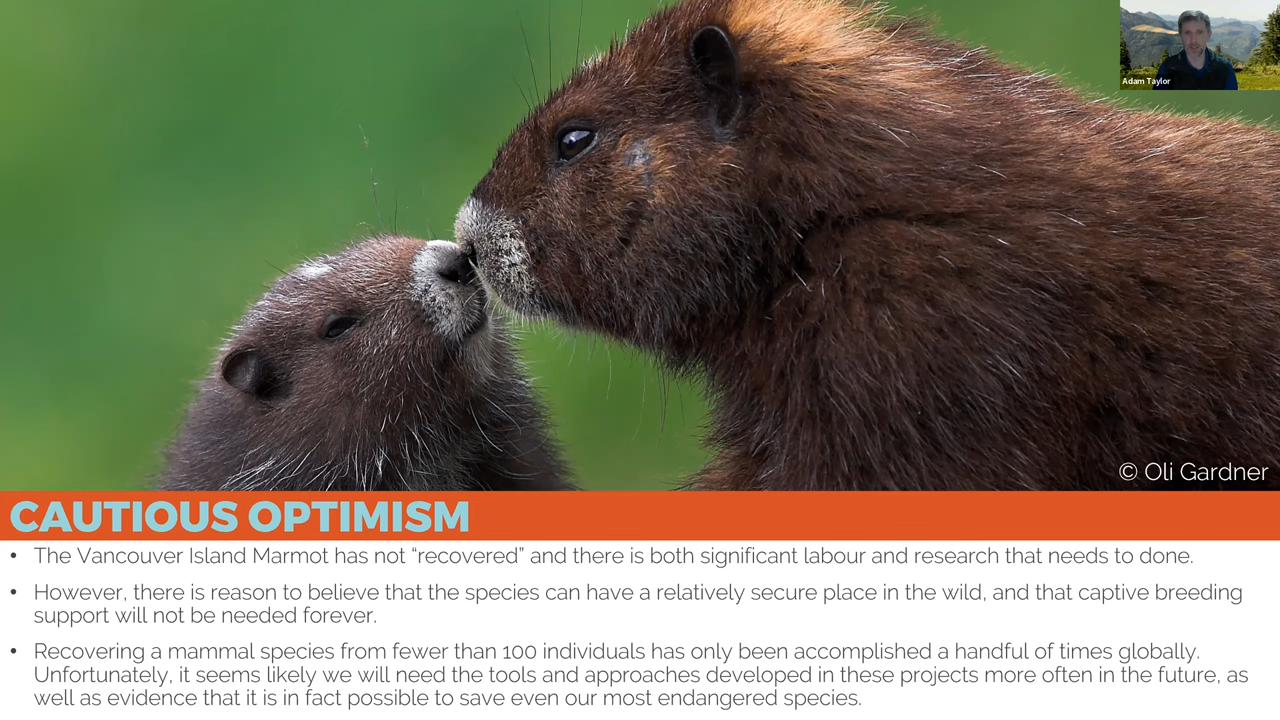 Adam Taylor
© Oli Gardner
CAUTIOUS OPTIMISM
• The Vancouver Island Marmot has not “recovered” and there is both significant labour and research that needs to done.
• However, there is reason to believe that the species can have a relatively secure place in the wild, and that captive breeding
support will not be needed forever.
• Recovering a mammal species from fewer than 100 individuals has only been accomplished a handful of times globally.
Unfortunately, it seems likely we will need the tools and approaches developed in these projects more often in the future, as
well as evidence that it is in fact possible to save even our most endangered species.